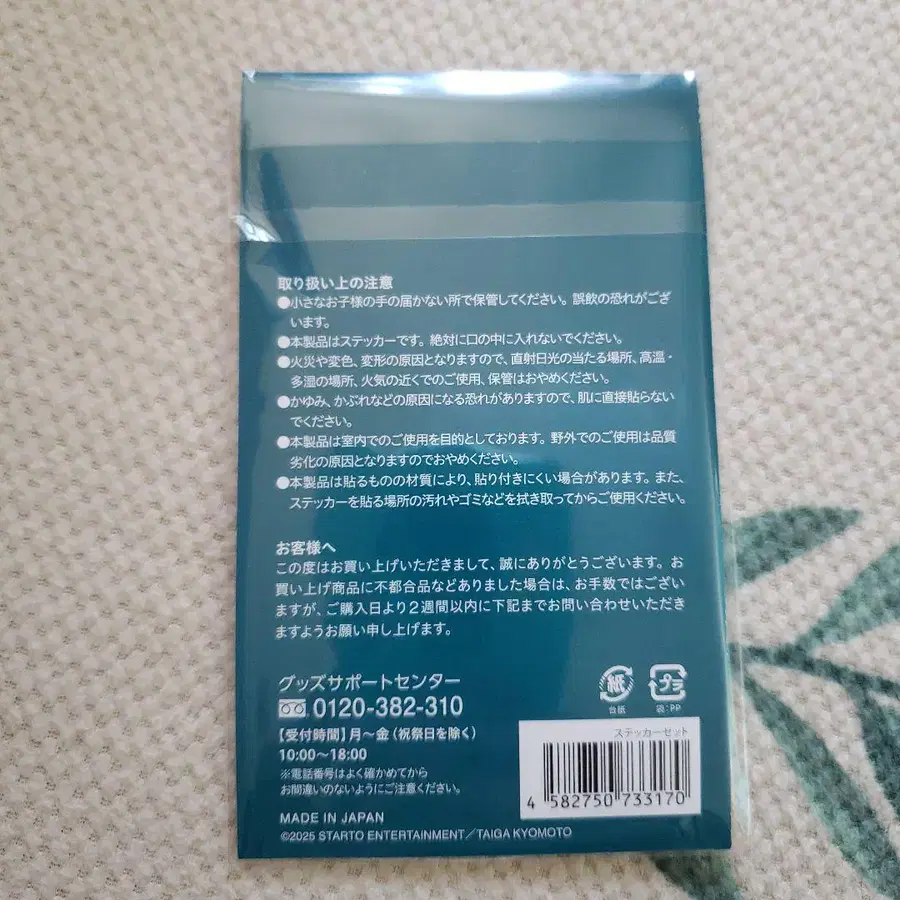 取り扱い上の注意
●小さなお子様の手の届かない所で保管してください。誤飲の恐れがござ
います。
●本製品はステッカーです。絶対に口の中に入れないでください。
●火災や変色、変形の原因となりますので、直射日光の当たる場所、高温・
多湿の場所、火気の近くでのご使用、保管はおやめください。
●かゆみ、かぶれなどの原因になる恐れがありますので、肌に直接貼らない
でください。
●本製品は室内でのご使用を目的としております。野外でのご使用は品質
劣化の原因となりますのでおやめください。
●本製品は貼るものの材質により、貼り付きにくい場合があります。また、
ステッカーを貼る場所の汚れやゴミなどを拭き取ってからご使用ください。
お客様へ
この度はお買い上げいただきまして、誠にありがとうございます。お
買い上げ商品に不都合品などありました場合は、お手数ではござい
ますが、ご購入日より2週間以内に下記までお問い合わせいただき
ますようお願い申し上げます。
グッズサポートセンター
0120-382-310
【受付時間】月～金（祝祭日を除く）
10:00～18:00
※電話番号はよく確かめてから
お間違いのないようにご注意ください。
MADE IN JAPAN
©2025 STARTO ENTERTAINMENT／TAIGA KYOMOTO
紙
台紙
プラ
袋:PP
ステッカーセット
4 582750 733170